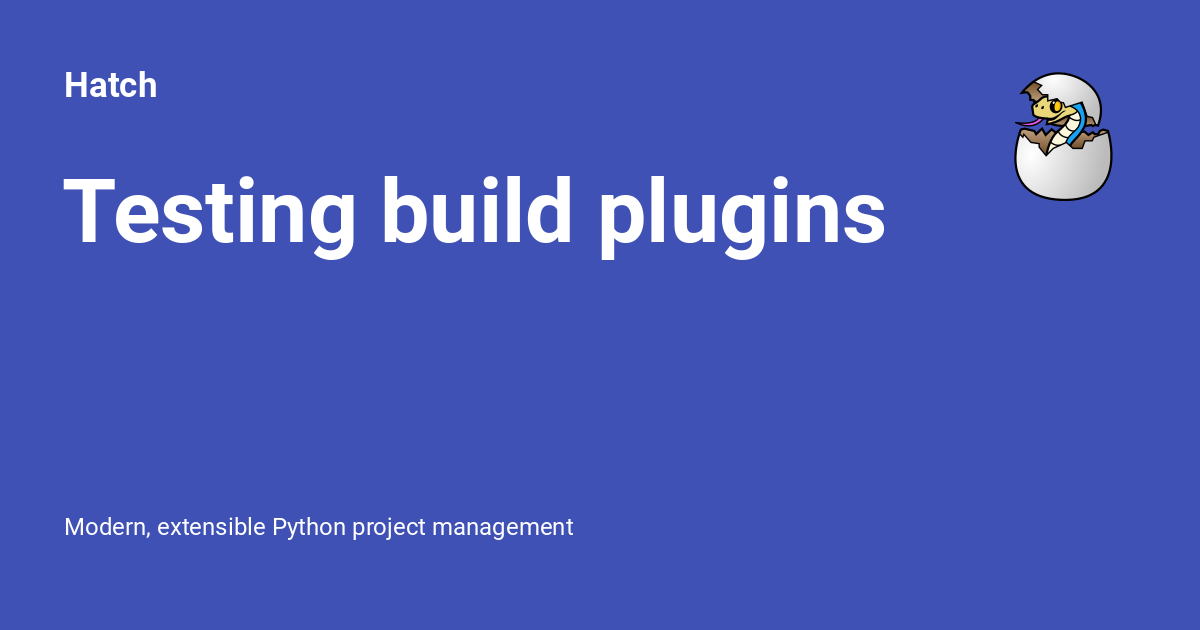 Hatch
Testing build plugins
Modern, extensible Python project management